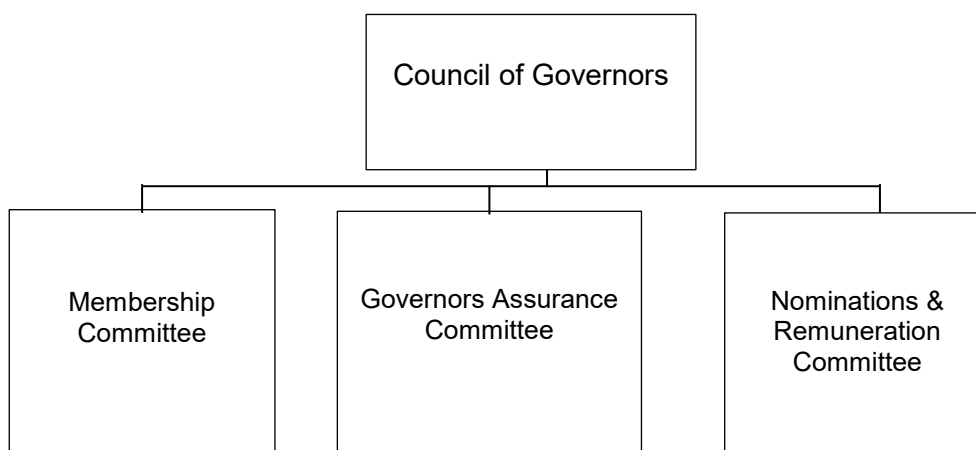 Council of Governors
Membership
Committee
Governors Assurance
Committee
Nominations &
Remuneration
Committee